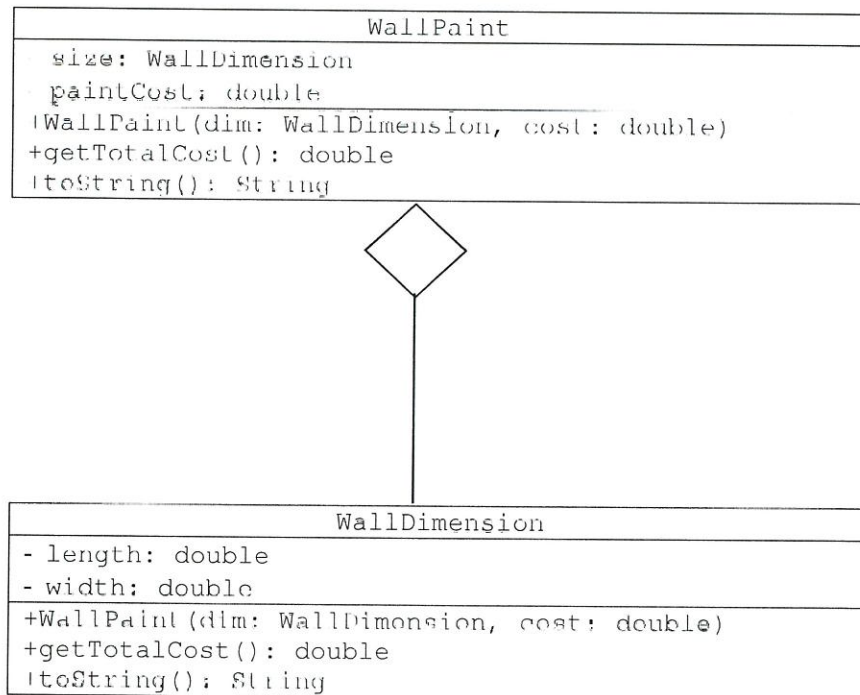 WallPaint
size: WallDimension
paintCost: double
+WallPaint(dim: WallDimension, cost: double)
+getTotalCost(): double
+toString(): String
WallDimension
- length: double
- width: double
+WallPaint(dim: WallDimension, cost: double)
+getTotalCost(): double
+toString(): String